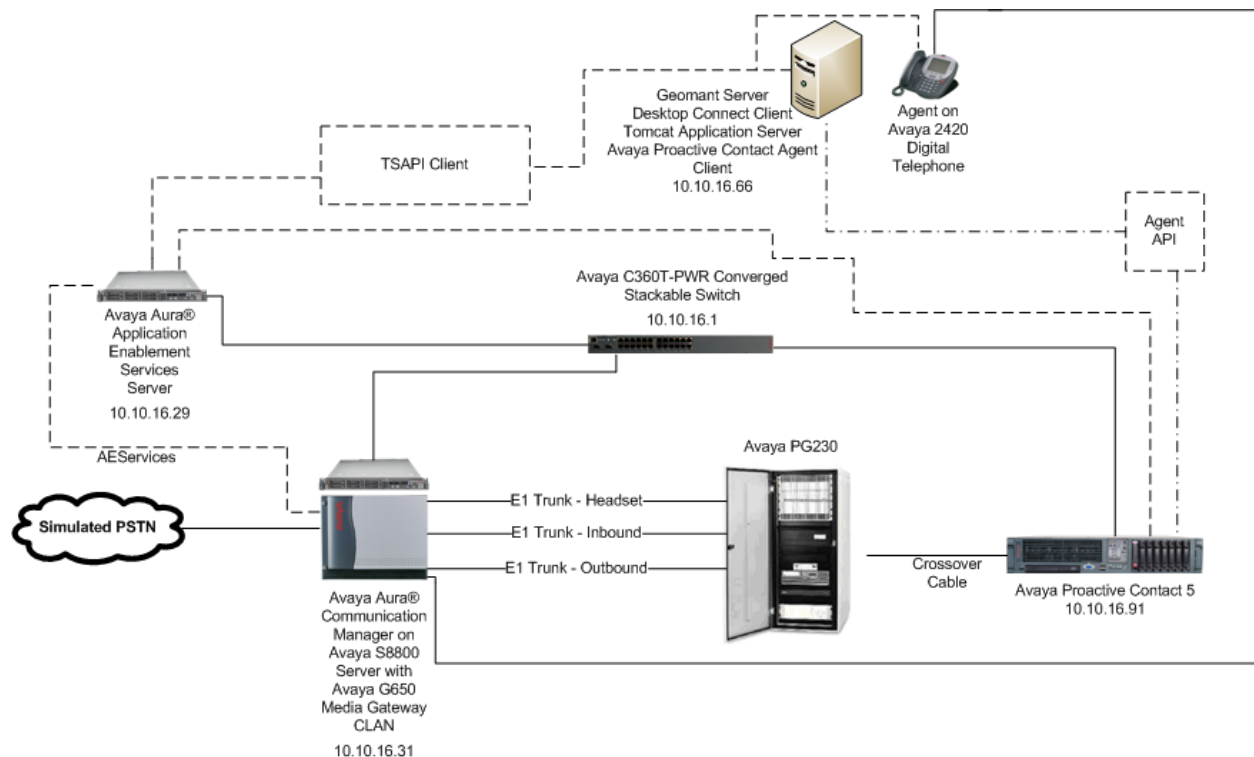 Geomant Server
Desktop Connect Client
Tomcat Application Server
Avaya Proactive Contact Agent
Client
10.10.16.66
Agent on
Avaya 2420
Digital
Telephone
TSAPI Client
Agent
API
Avaya C360T-PWR Converged
Stackable Switch
10.10.16.1
Avaya Aura®
Application
Enablement
Services
Server
10.10.16.29
AEServices
Avaya PG230
Simulated PSTN
E1 Trunk - Headset
E1 Trunk - Inbound
E1 Trunk - Outbound
Crossover
Cable
Avaya Proactive Contact 5
10.10.16.91
Avaya Aura®
Communication
Manager on
Avaya S8800
Server with
Avaya G650
Media Gateway
CLAN
10.10.16.31